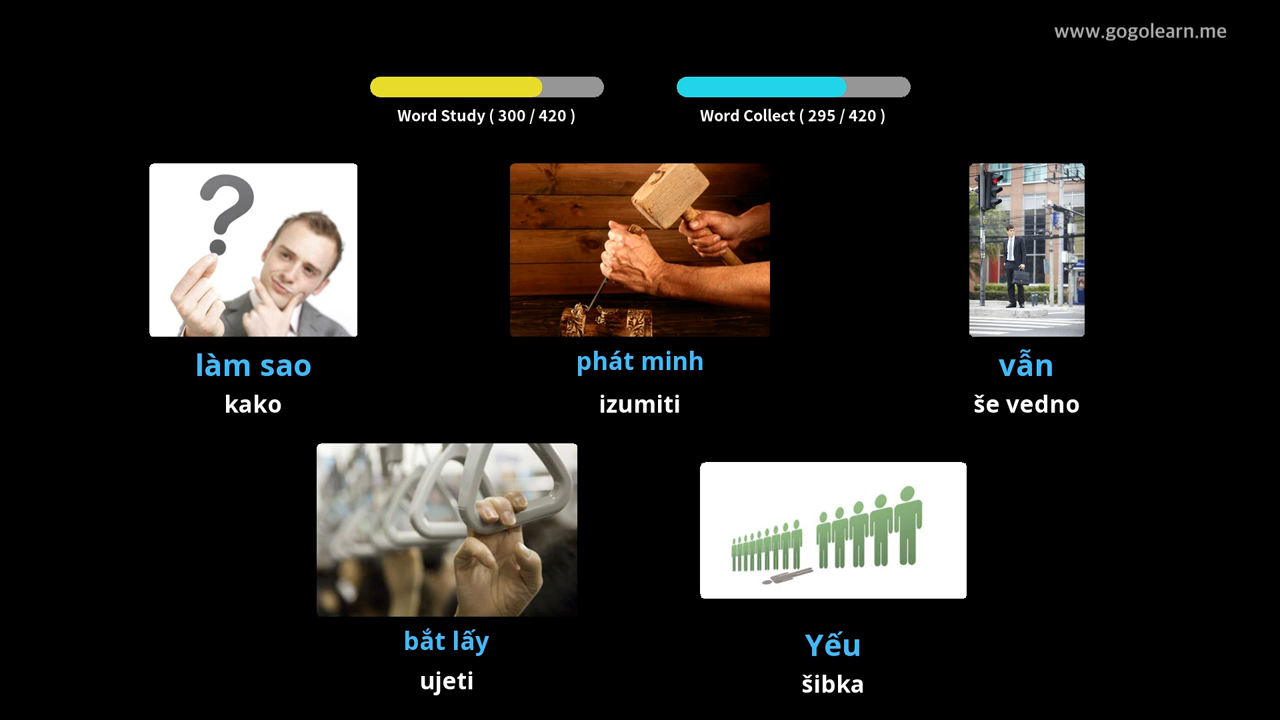 www.gogolearn.me
Word Study ( 300 / 420 )
Word Collect ( 295 / 420 )
làm sao
kako
phát minh
izumiti
vẫn
še vedno
bắt lấy
ujeti
Yếu
šibka